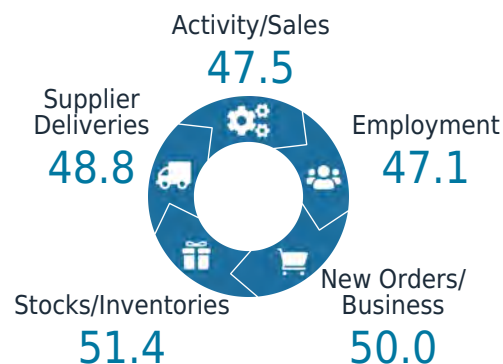 Activity/Sales
47.5
Supplier
Deliveries
48.8
Employment
47.1
Stocks/Inventories
51.4
New Orders/
Business
50.0